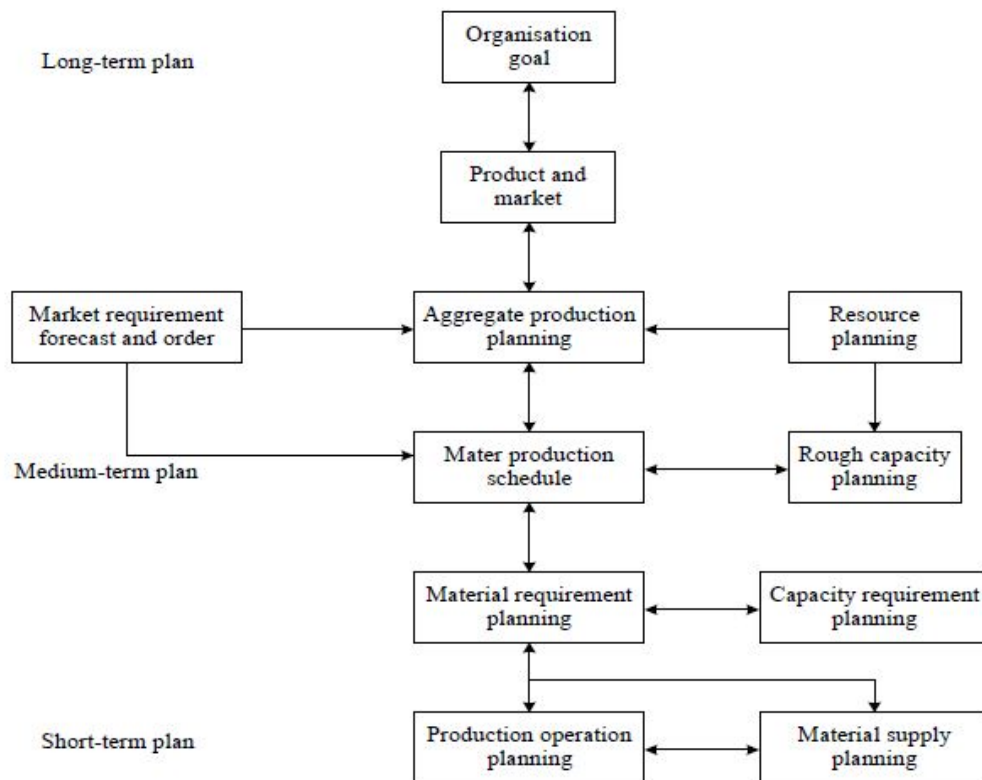 Organisation
goal
Long-term plan
Product and
market
Market requirement
forecast and order
Aggregate production
planning
Resource
planning
Mater production
schedule
Rough capacity
planning
Medium-term plan
Material requirement
planning
Capacity requirement
planning
Short-term plan
Production operation
planning
Material supply
planning